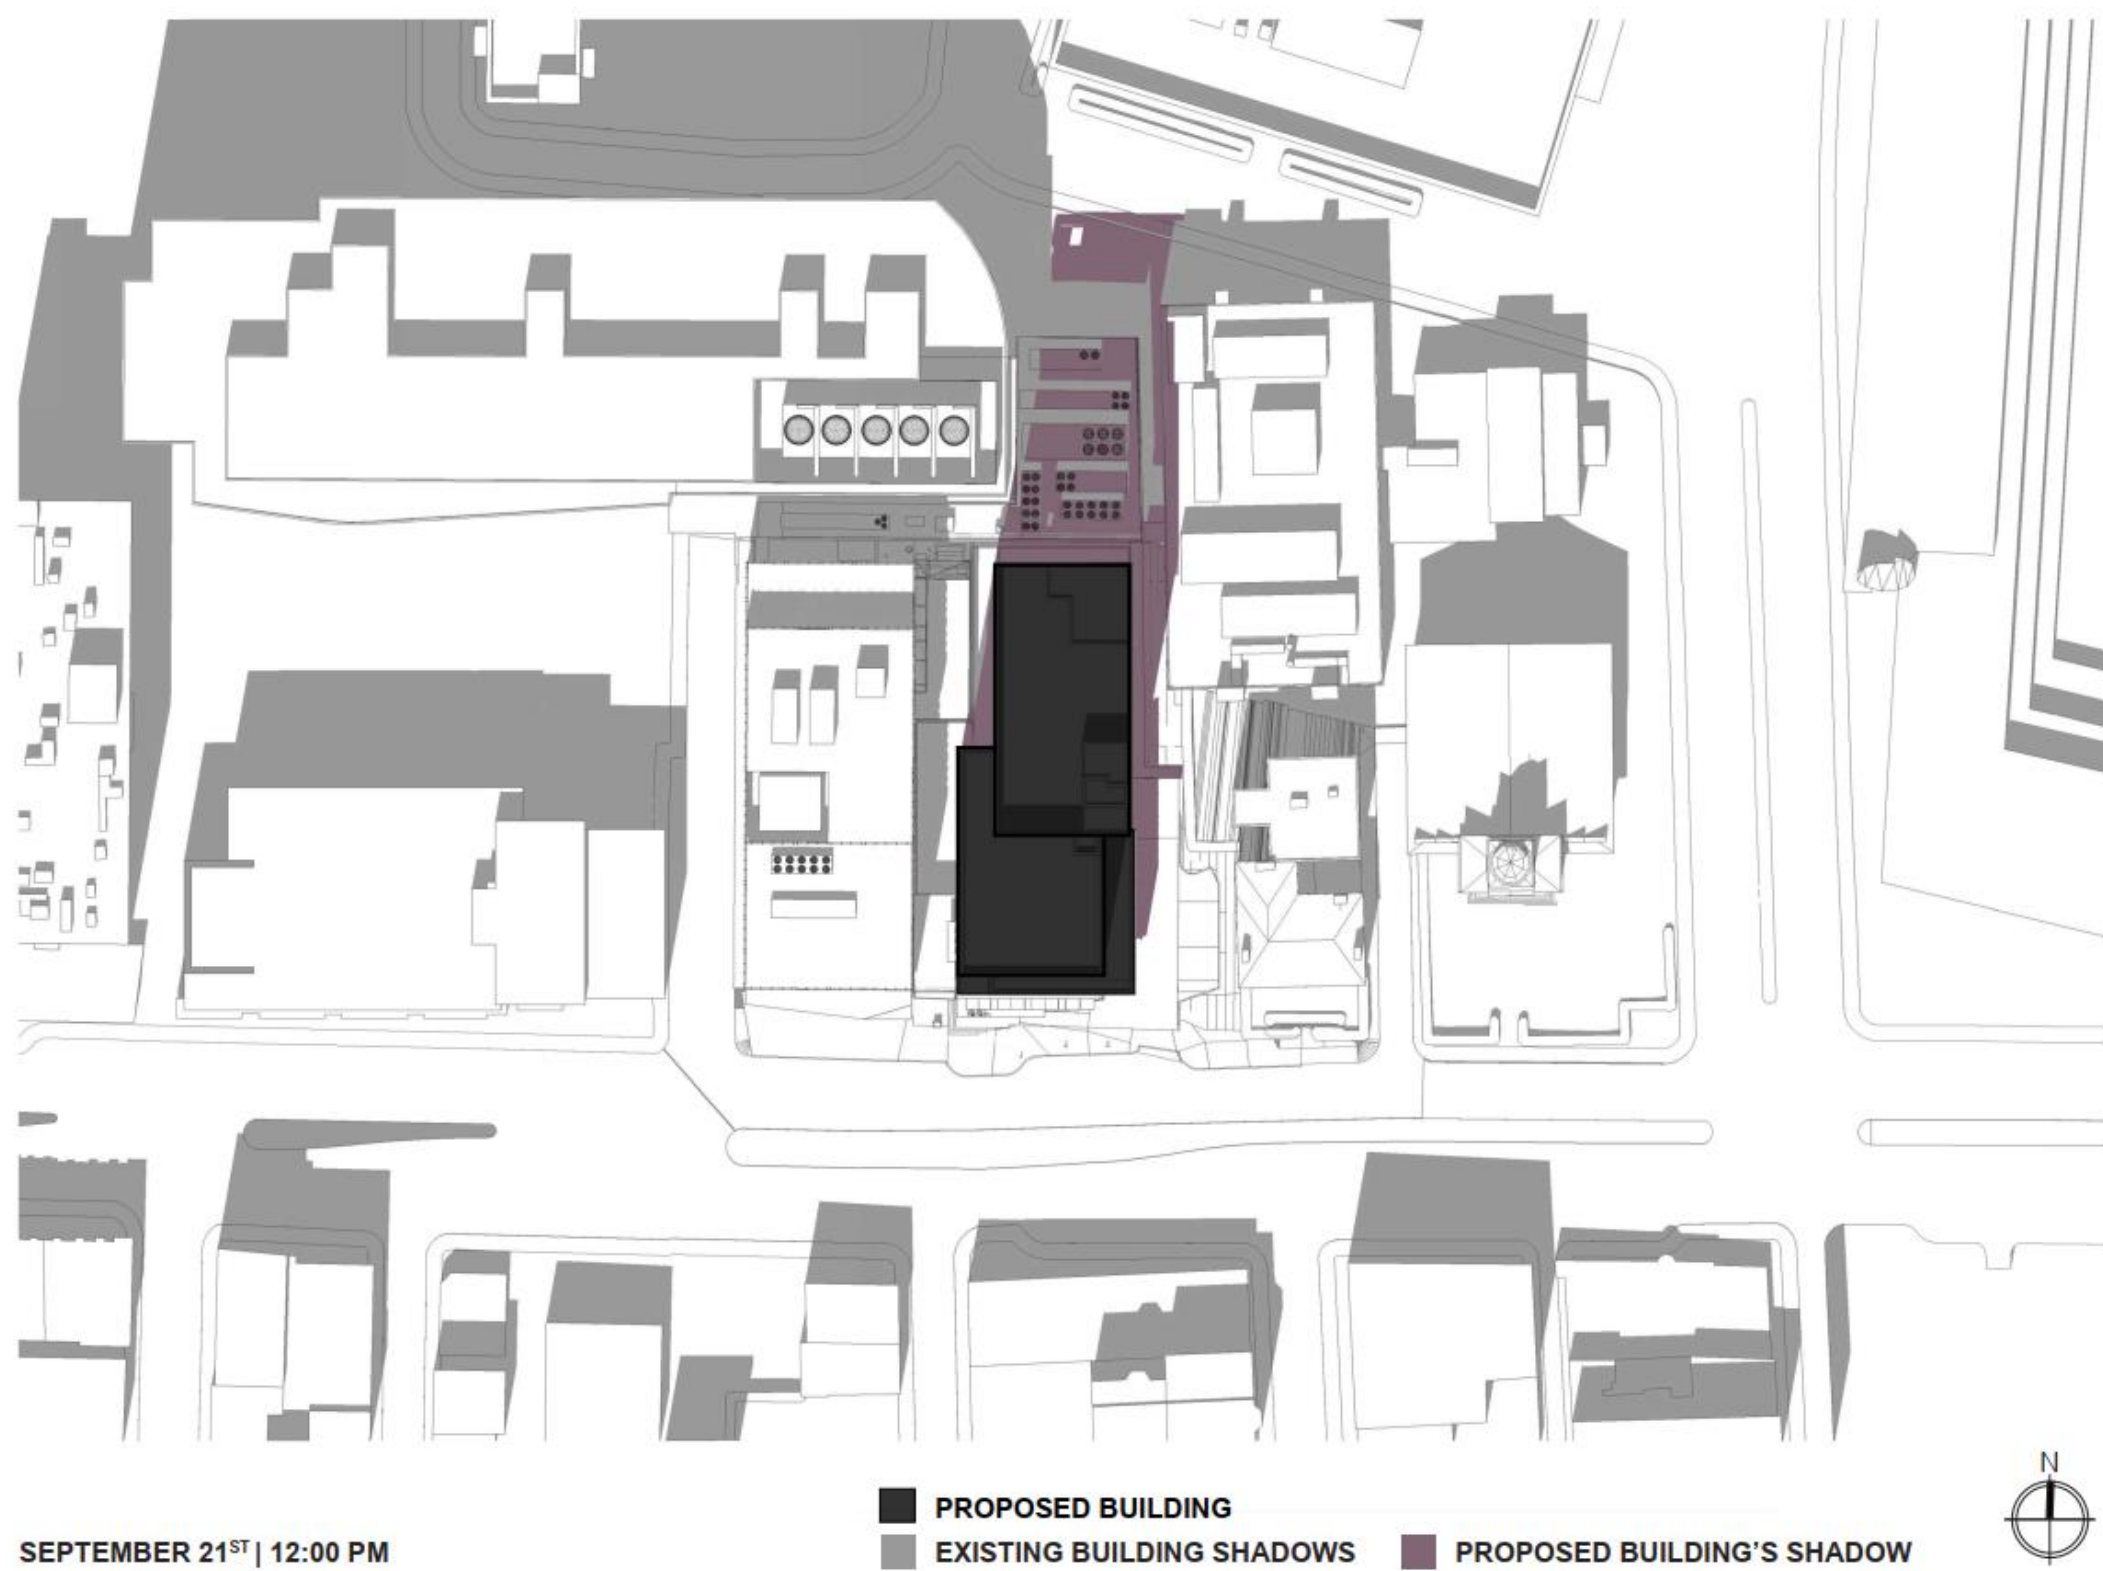 N
PROPOSED BUILDING
SEPTEMBER 21ST | 12:00 PM
EXISTING BUILDING SHADOWS
PROPOSED BUILDING'S SHADOW